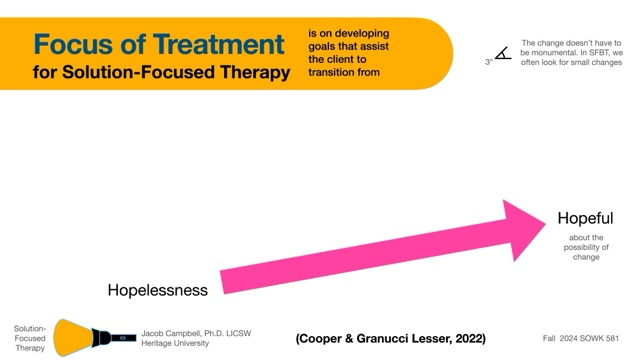 Focus of Treatment
for Solution-Focused Therapy
is on developing
goals that assist
the client to
transition from
3°
The change doesn't have to
be monumental. In SFBT, we
often look for small changes
Hopeful
about the
possibility of
change
Hopelessness
Solution-
Focused
Therapy
Jacob Campbell, Ph.D. LICSW
Heritage University
(Cooper & Granucci Lesser, 2022)
Fall 2024 SOWK 581